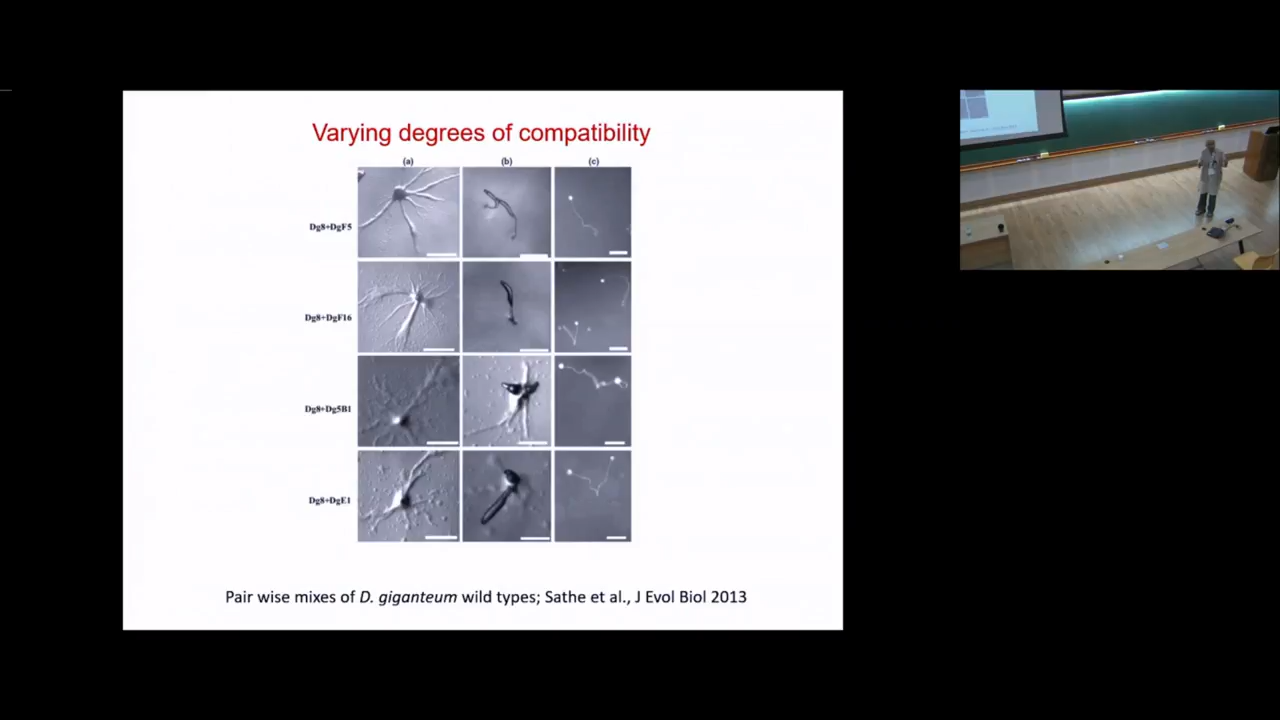 Varying degrees of compatibility
(a) (b) (c)
Dg8+DgF5
Dg8+DgF16
Dg8+Dg5B1
Dg8+DgE1
Pair wise mixes of D. giganteum wild types; Sathe et al., J Evol Biol 2013